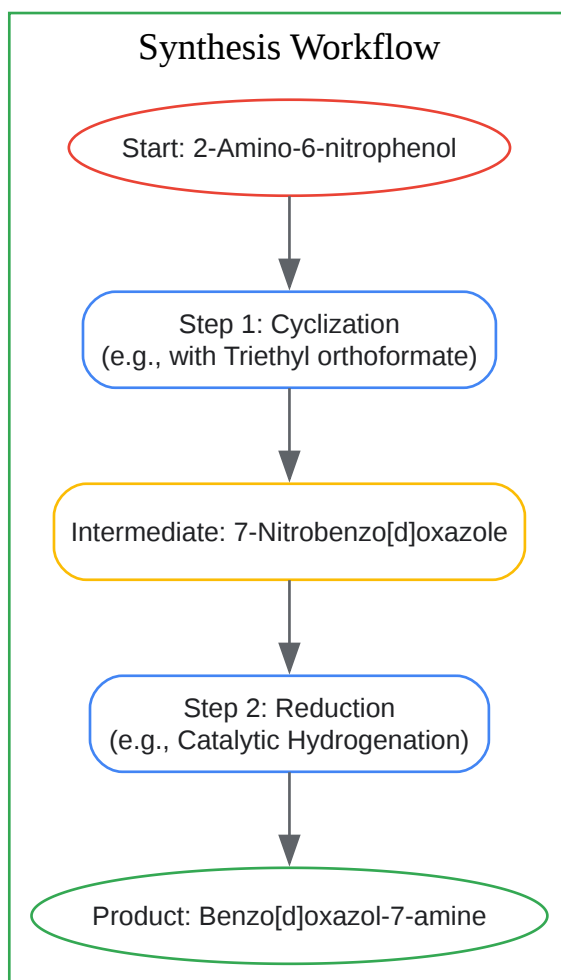 Synthesis Workflow
Start: 2-Amino-6-nitrophenol
Step 1: Cyclization
(e.g., with Triethyl orthoformate)
Intermediate: 7-Nitrobenzo[d]oxazole
Step 2: Reduction
(e.g., Catalytic Hydrogenation)
Product: Benzo[d]oxazol-7-amine